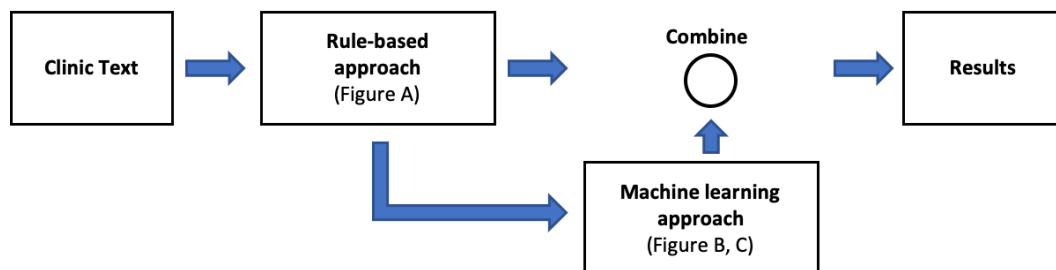 Clinic Text
Rule-based
approach
(Figure A)
Combine
Results
Machine learning
approach
(Figure B, C)